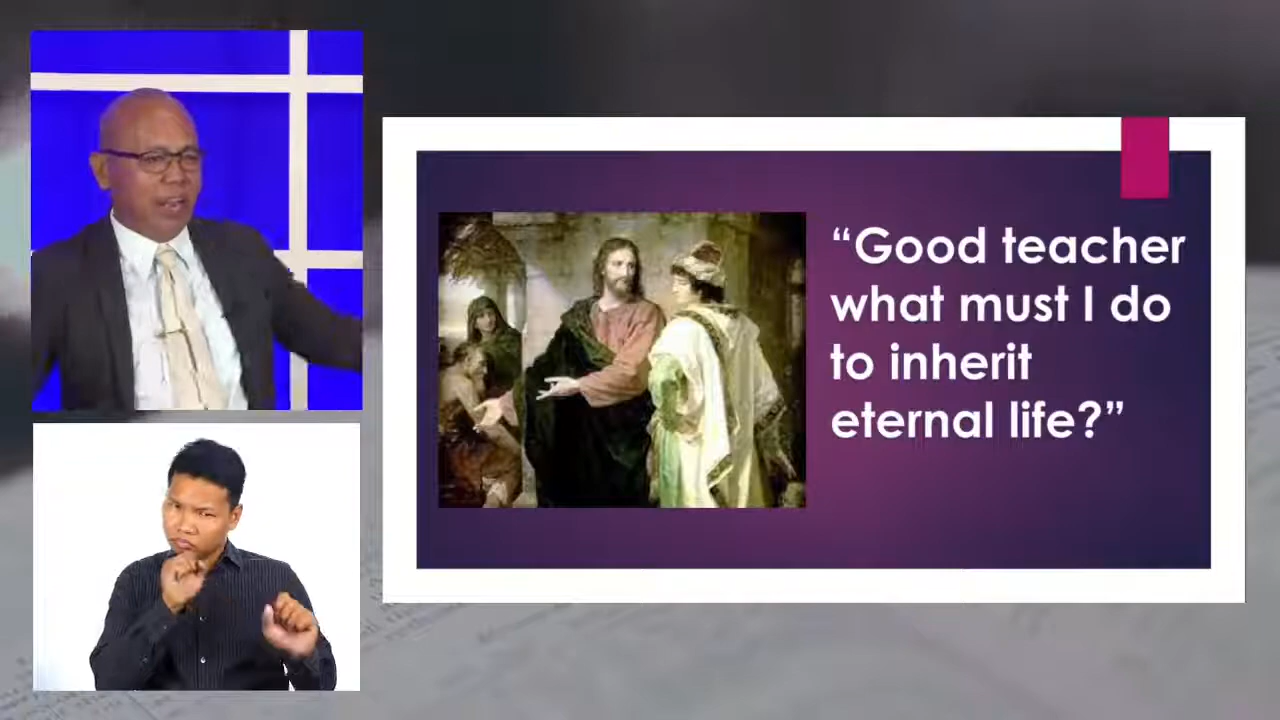 “Good teacher
what must I do
to inherit
eternal life?”